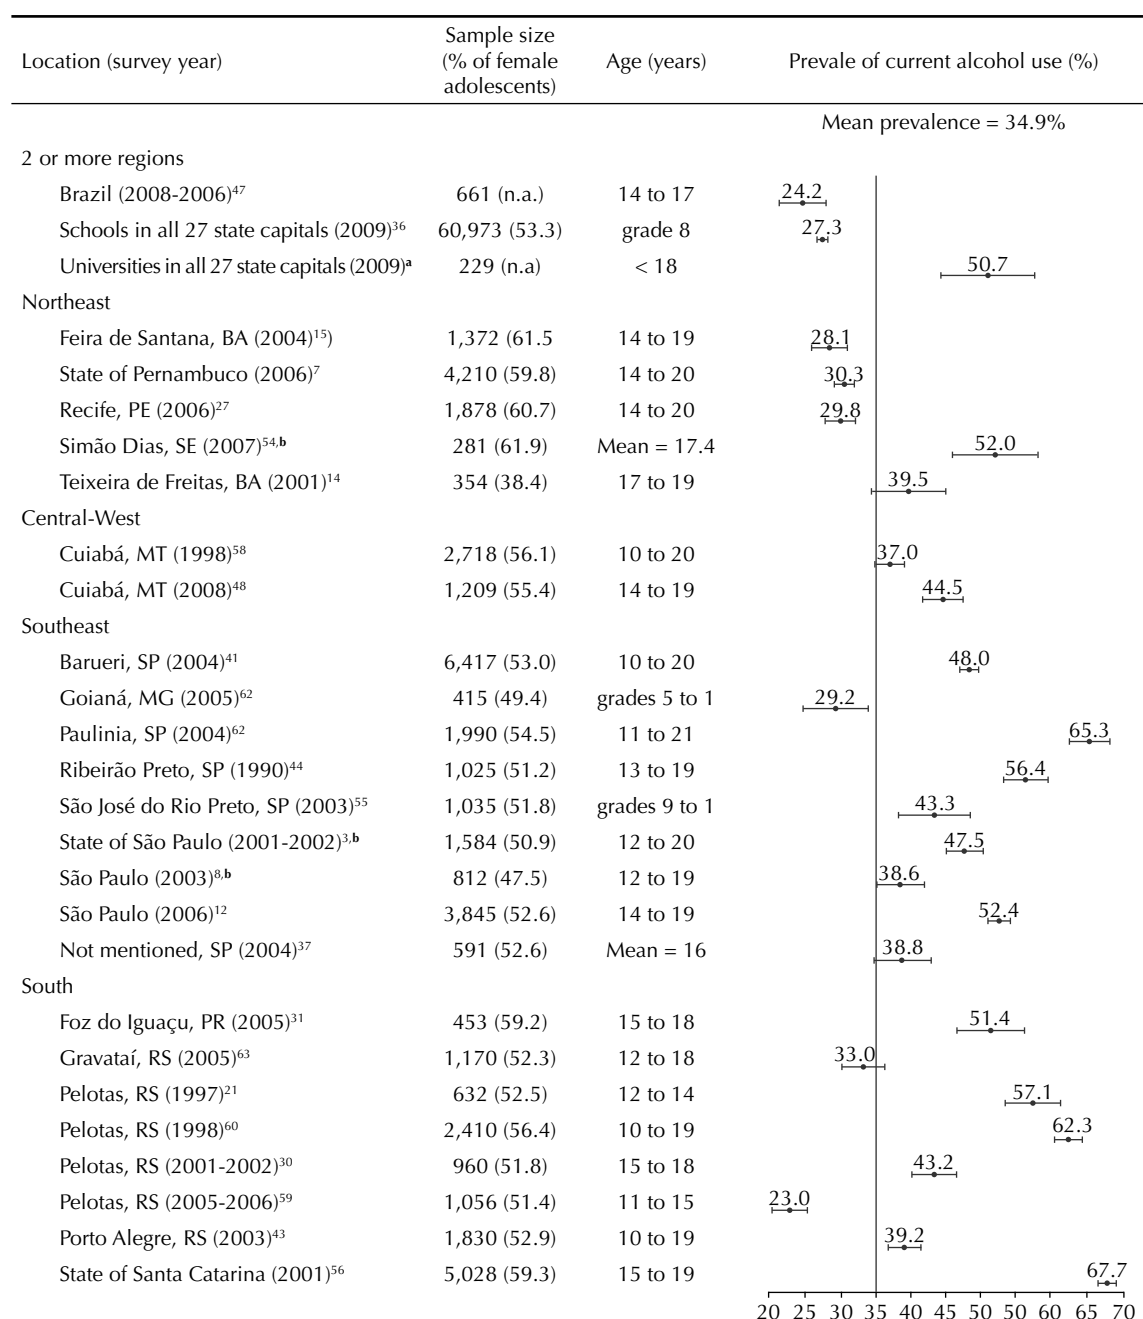 Location (survey year) Sample size (% of female adolescents) Age (years) Prevale of current alcohol use (%)
Mean prevalence = 34.9%
2 or more regions
Brazil (2008-2006)47 661 (n.a.) 14 to 17 24.2
Schools in all 27 state capitals (2009)36 60,973 (53.3) grade 8 27.3
Universities in all 27 state capitals (2009)a 229 (n.a) < 18 50.7
Northeast
Feira de Santana, BA (2004)15) 1,372 (61.5 14 to 19 28.1
State of Pernambuco (2006)7 4,210 (59.8) 14 to 20 30.3
Recife, PE (2006)27 1,878 (60.7) 14 to 20 29.8
Simão Dias, SE (2007)54,b 281 (61.9) Mean = 17.4 52.0
Teixeira de Freitas, BA (2001)14 354 (38.4) 17 to 19 39.5
Central-West
Cuiabá, MT (1998)58 2,718 (56.1) 10 to 20 37.0
Cuiabá, MT (2008)48 1,209 (55.4) 14 to 19 44.5
Southeast
Barueri, SP (2004)41 6,417 (53.0) 10 to 20 48.0
Goianá, MG (2005)62 415 (49.4) grades 5 to 1 29.2
Paulinia, SP (2004)62 1,990 (54.5) 11 to 21 65.3
Ribeirão Preto, SP (1990)44 1,025 (51.2) 13 to 19 56.4
São José do Rio Preto, SP (2003)55 1,035 (51.8) grades 9 to 1 43.3
State of São Paulo (2001-2002)3,b 1,584 (50.9) 12 to 20 47.5
São Paulo (2003)8,b 812 (47.5) 12 to 19 38.6
São Paulo (2006)12 3,845 (52.6) 14 to 19 52.4
Not mentioned, SP (2004)37 591 (52.6) Mean = 16 38.8
South
Foz do Iguaçu, PR (2005)31 453 (59.2) 15 to 18 51.4
Gravataí, RS (2005)63 1,170 (52.3) 12 to 18 33.0
Pelotas, RS (1997)21 632 (52.5) 12 to 14 57.1
Pelotas, RS (1998)60 2,410 (56.4) 10 to 19 62.3
Pelotas, RS (2001-2002)30 960 (51.8) 15 to 18 43.2
Pelotas, RS (2005-2006)59 1,056 (51.4) 11 to 15 23.0
Porto Alegre, RS (2003)43 1,830 (52.9) 10 to 19 39.2
State of Santa Catarina (2001)56 5,028 (59.3) 15 to 19 67.7
20 25 30 35 40 45 50 50 60 65 70